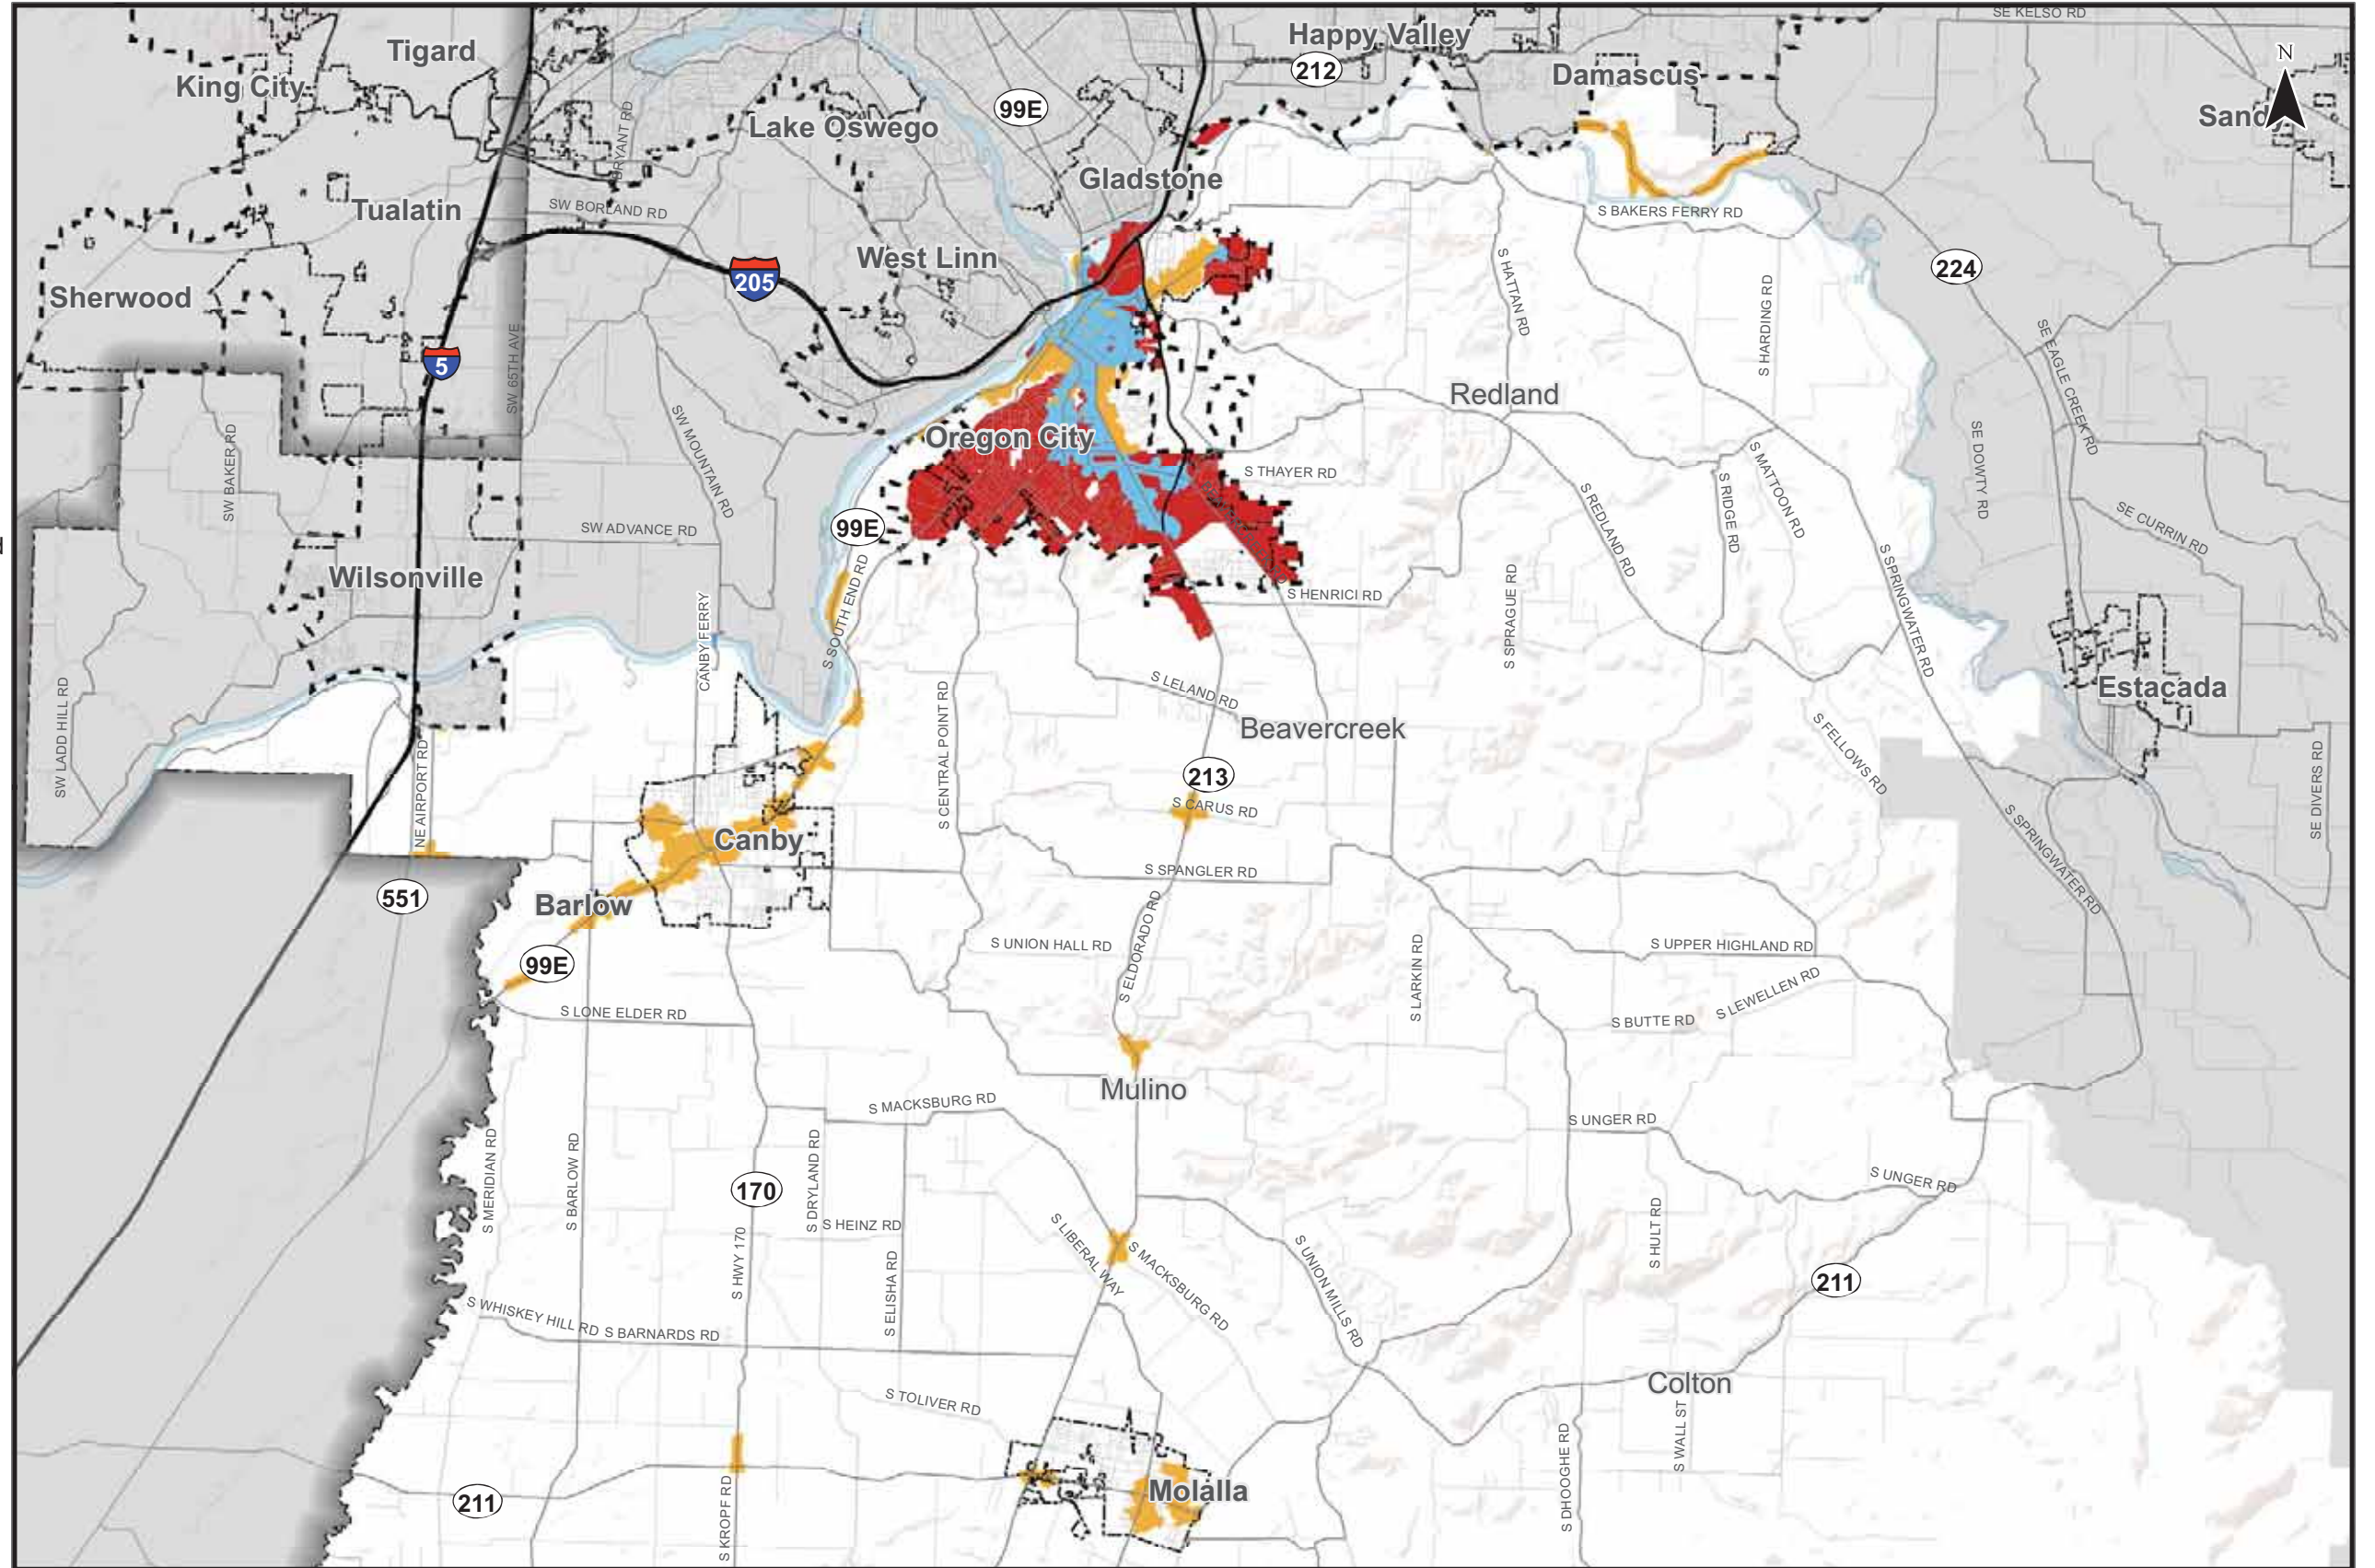 SE KELSO RD
Happy Valley
Tigard
212
Damascus
N
King City
99E
Sandy
Lake Oswego
BRYANT RD
Gladstone
Tualatin
SW BORLAND RD
S BAKERS FERRY RD
West Linn
205
224
Sherwood
S HATTAN RD
S HARDING RD
5
SW 65TH AVE
SE EAGLE CREEK RD
Redland
Oregon City
SW MOUNTAIN RD
SW BAKER RD
S THAYER RD
SE DOWTY RD
S MATTOON RD
S RIDGE RD
S REDLAND RD
SW ADVANCE RD
99E
SE CURRIN RD
Wilsonville
S SOUTH END RD
S HENRICI RD
S SPRAGUE RD
S SPRINGWATER RD
CANBY FERRY
S LELAND RD
Estacada
SW LADD HILL RD
S CENTRAL POINT RD
Beavercreek
S FELLOWS RD
NE AIRPORT RD
213
S CARUS RD
SE DIVERS RD
Canby
S SPRINGWATER RD
S SPANGLER RD
551
Barlow
S UNION HALL RD
S ELDORADO RD
S LARKIN RD
S UPPER HIGHLAND RD
99E
S LEWELLEN RD
S LONE ELDER RD
S BUTTE RD
Mulino
S MACKSBURG RD
S UNGER RD
S MERIDIAN RD
S BARLOW RD
170
S DRYLAND RD
S UNGER RD
S HEINZ RD
S HULT RD
S HWY 170
S ELISHA RD
S LIBERAL WAY
S MACKSBURG RD
S UNION MILLS RD
211
S WHISKEY HILL RD
S BARNARDS RD
Colton
S TOLIVER RD
S WALL ST
S DHOOGHE RD
211
S KROPF RD
Molalla